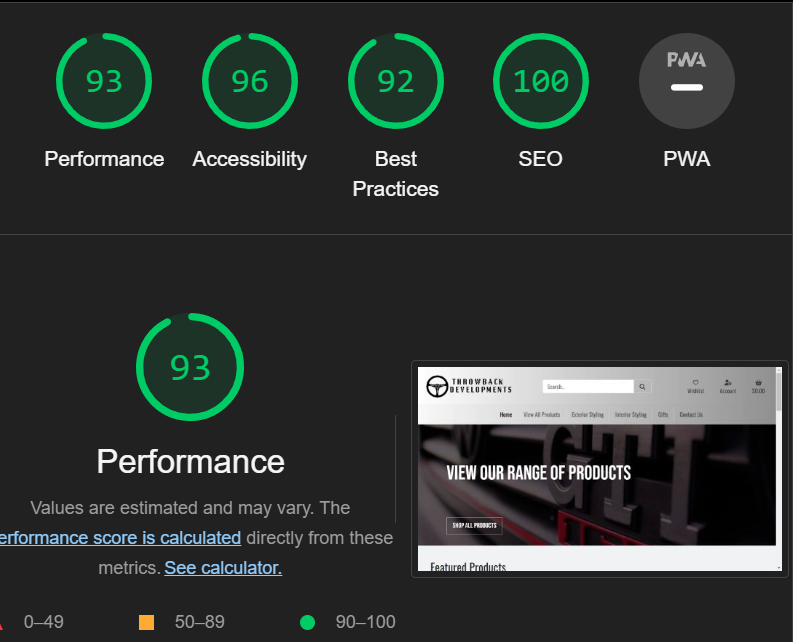 93
96
92
100
PWA
Performance
Accessibility
Best
Practices
SEO
PWA
93
Performance
Values are estimated and may vary. The
erformance score is calculated directly from these
metrics. See calculator.
0–49
50–89
90–100
THROWBACK
DEVELOPMENTS
Search..
Wishlist
Account
Home View All Products Exterior Styling Interior Styling Gifts Contact Us
GTI
VIEW OUR RANGE OF PRODUCTS
SHOP ALL PRODUCTS
Featured Products